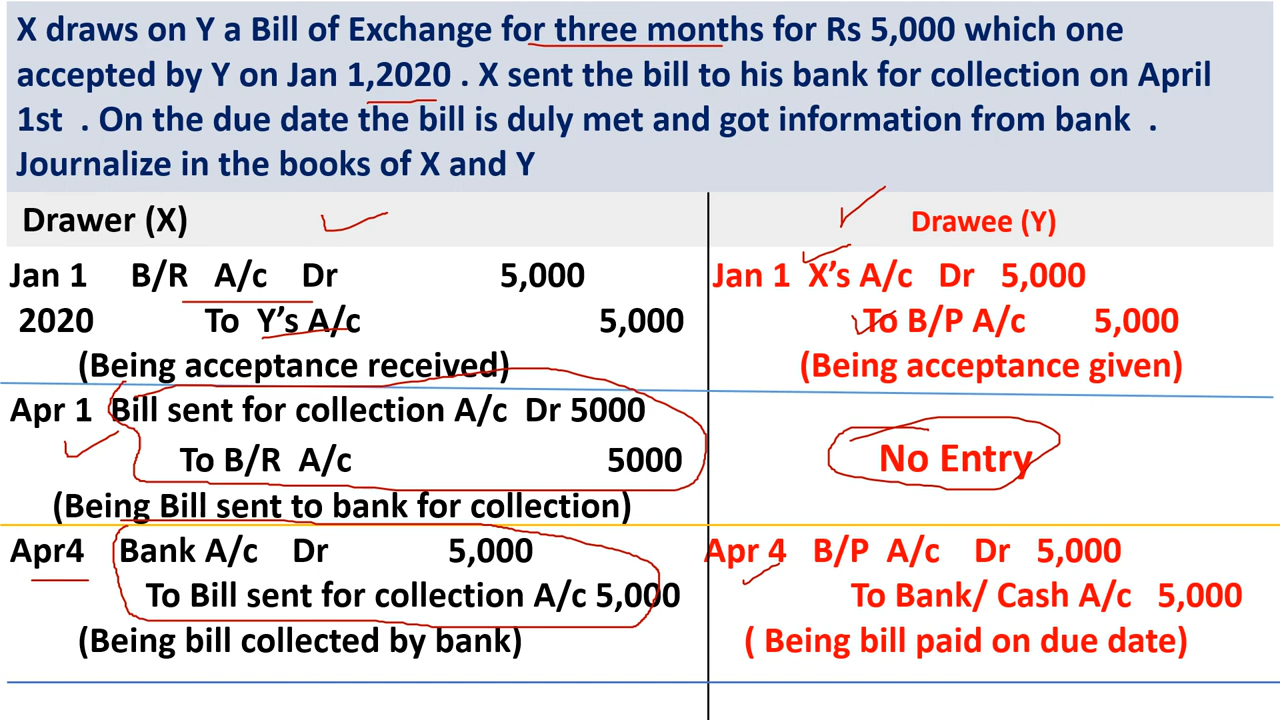 X draws on Y a Bill of Exchange for three months for Rs 5,000 which one
accepted by Y on Jan 1,2020 . X sent the bill to his bank for collection on April
1st . On the due date the bill is duly met and got information from bank .
Journalize in the books of X and Y
Drawer (X)
Drawee (Y)
Jan 1 B/R A/c Dr 5,000
2020 To Y's A/c 5,000
(Being acceptance received)
Jan 1 X's A/c Dr 5,000
To B/P A/c 5,000
(Being acceptance given)
Apr 1 Bill sent for collection A/c Dr 5000
To B/R A/c 5000
(Being Bill sent to bank for collection)
No Entry
Apr4 Bank A/c Dr 5,000
To Bill sent for collection A/c 5,000
(Being bill collected by bank)
Apr 4 B/P A/c Dr 5,000
To Bank/ Cash A/c 5,000
( Being bill paid on due date)